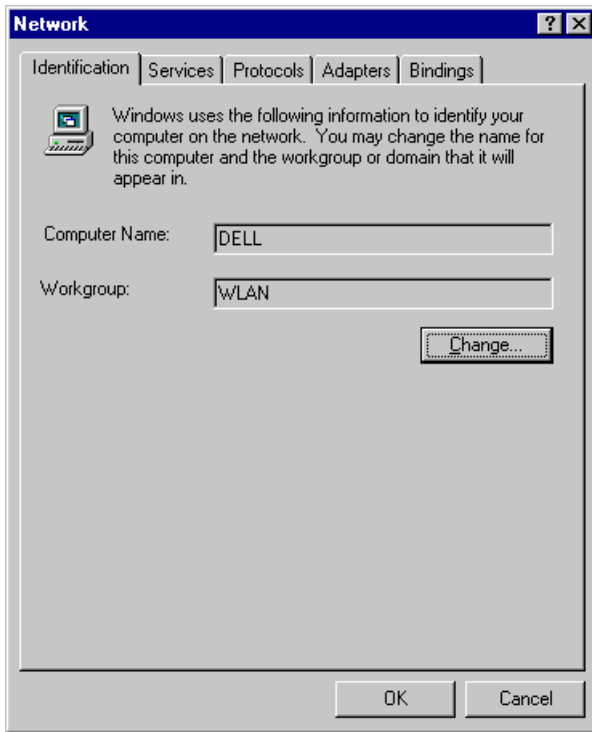 Network
Identification Services Protocols Adapters Bindings
Windows uses the following information to identify your
computer on the network. You may change the name for
this computer and the workgroup or domain that it will
appear in.
Computer Name: DELL
Workgroup: WLAN
Change...
OK Cancel